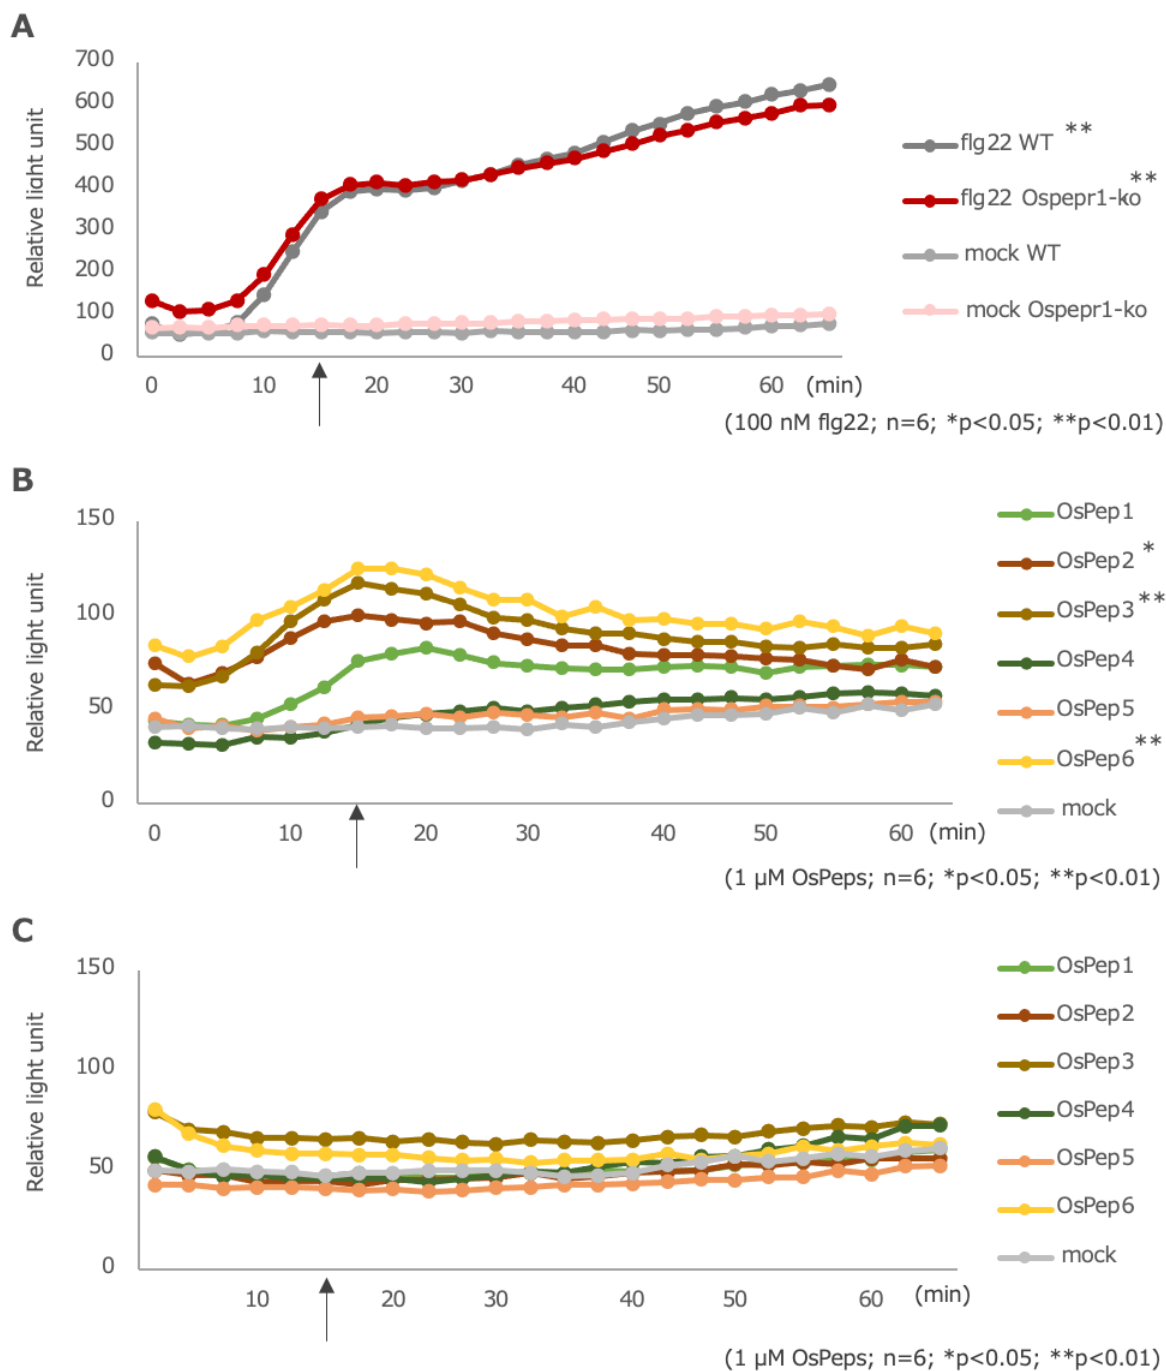 A
700
600
500
400
300
200
100
0
Relative light unit
0 10 20 30 40 50 60 (min)
flg22 WT **
flg22 Ospepr1-ko **
mock WT
mock Ospepr1-ko
(100 nM flg22; n=6; *p<0.05; **p<0.01)
B
150
100
50
0
Relative light unit
0 10 20 30 40 50 60 (min)
OsPep1
OsPep2 *
OsPep3 **
OsPep4
OsPep5
OsPep6 **
mock
(1 µM OsPeps; n=6; *p<0.05; **p<0.01)
C
150
100
50
0
Relative light unit
10 20 30 40 50 60 (min)
OsPep1
OsPep2
OsPep3
OsPep4
OsPep5
OsPep6
mock
(1 µM OsPeps; n=6; *p<0.05; **p<0.01)